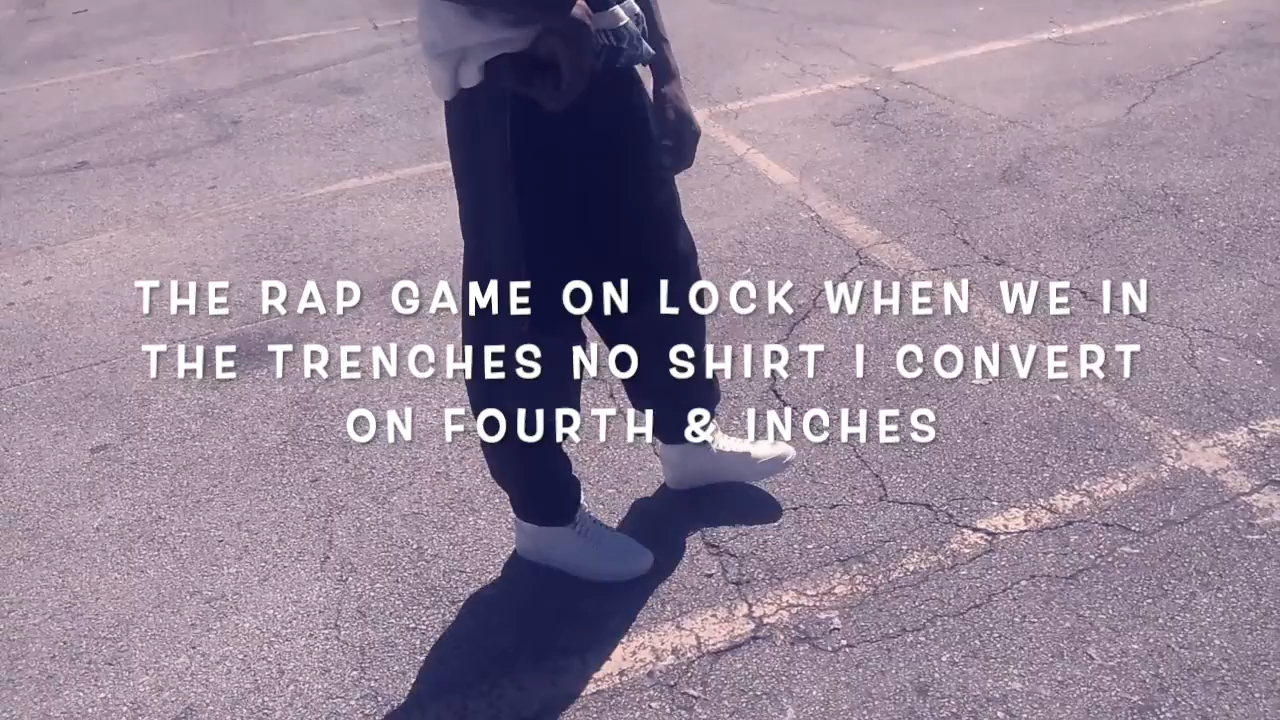 THE RAP GAME ON LOCK WHEN WE IN
THE TRENCHES NO SHIRT I CONVERT
ON FOURTH & INCHES